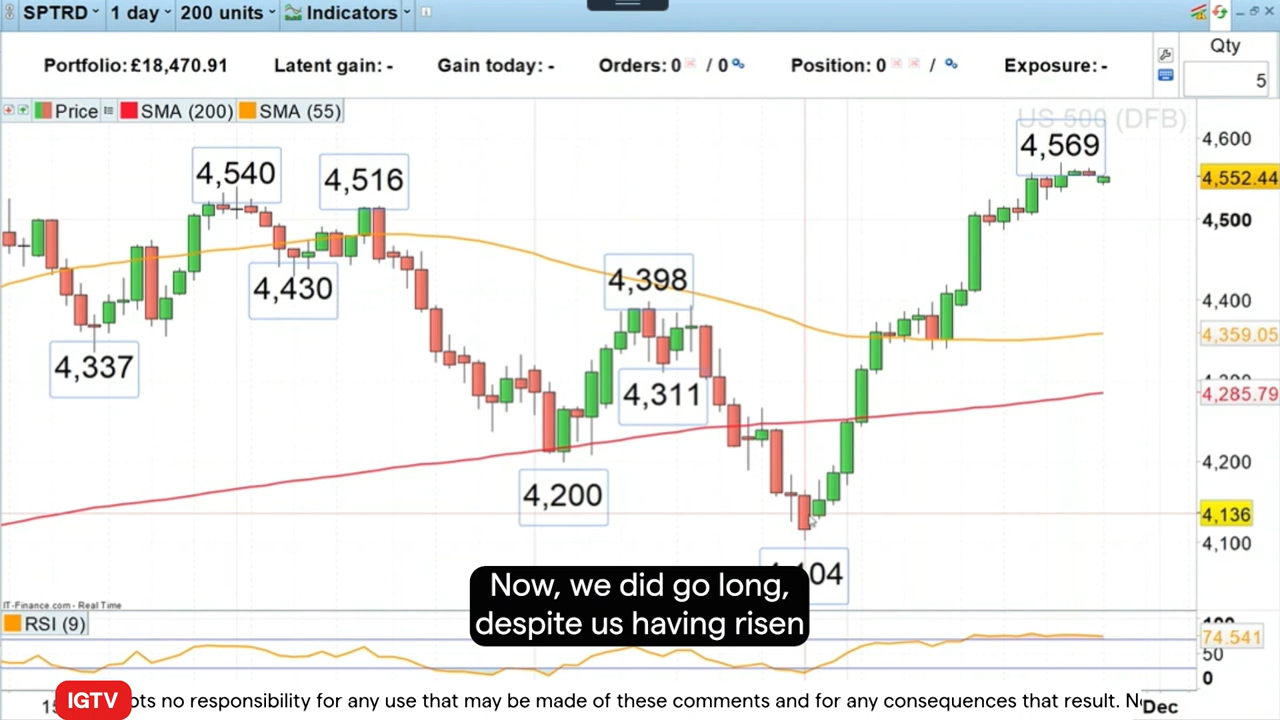 SPTRD 1 day 200 units Indicators
Portfolio: £18,470.91 Latent gain: - Gain today: - Orders: 0 / 0 Position: 0 / Exposure: -
Qty
5
Price SMA (200) SMA (55)
US 500 (DFB)
4,600
4,569
4,552.44
4,540
4,516
4,500
4,430
4,398
4,400
4,337
4,359.05
4,311
4,300
4,285.79
4,200
4,200
4,136
4,100
Now, we did go long,
despite us having risen
IT-Finance.com - Real Time
RSI (9)
100
74.541
50
0
IGTV
ots no responsibility for any use that may be made of these comments and for any consequences that result.
Dec